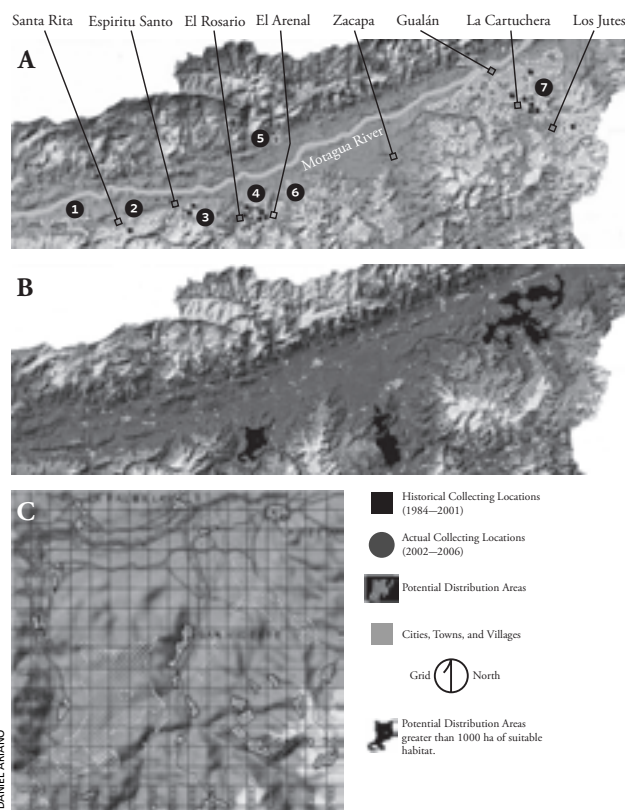 Santa Rita Espiritu Santo El Rosario El Arenal Zacapa Gualán La Cartuchera Los Jutes
A
7
5
Motagua River
1 2 3 4 6
B
C
Historical Collecting Locations
(1984—2001)
Actual Collecting Locations
(2002—2006)
Potential Distribution Areas
Cities, Towns, and Villages
Grid North
Potential Distribution Areas
greater than 1000 ha of suitable
habitat.
DANIEL ARIANO